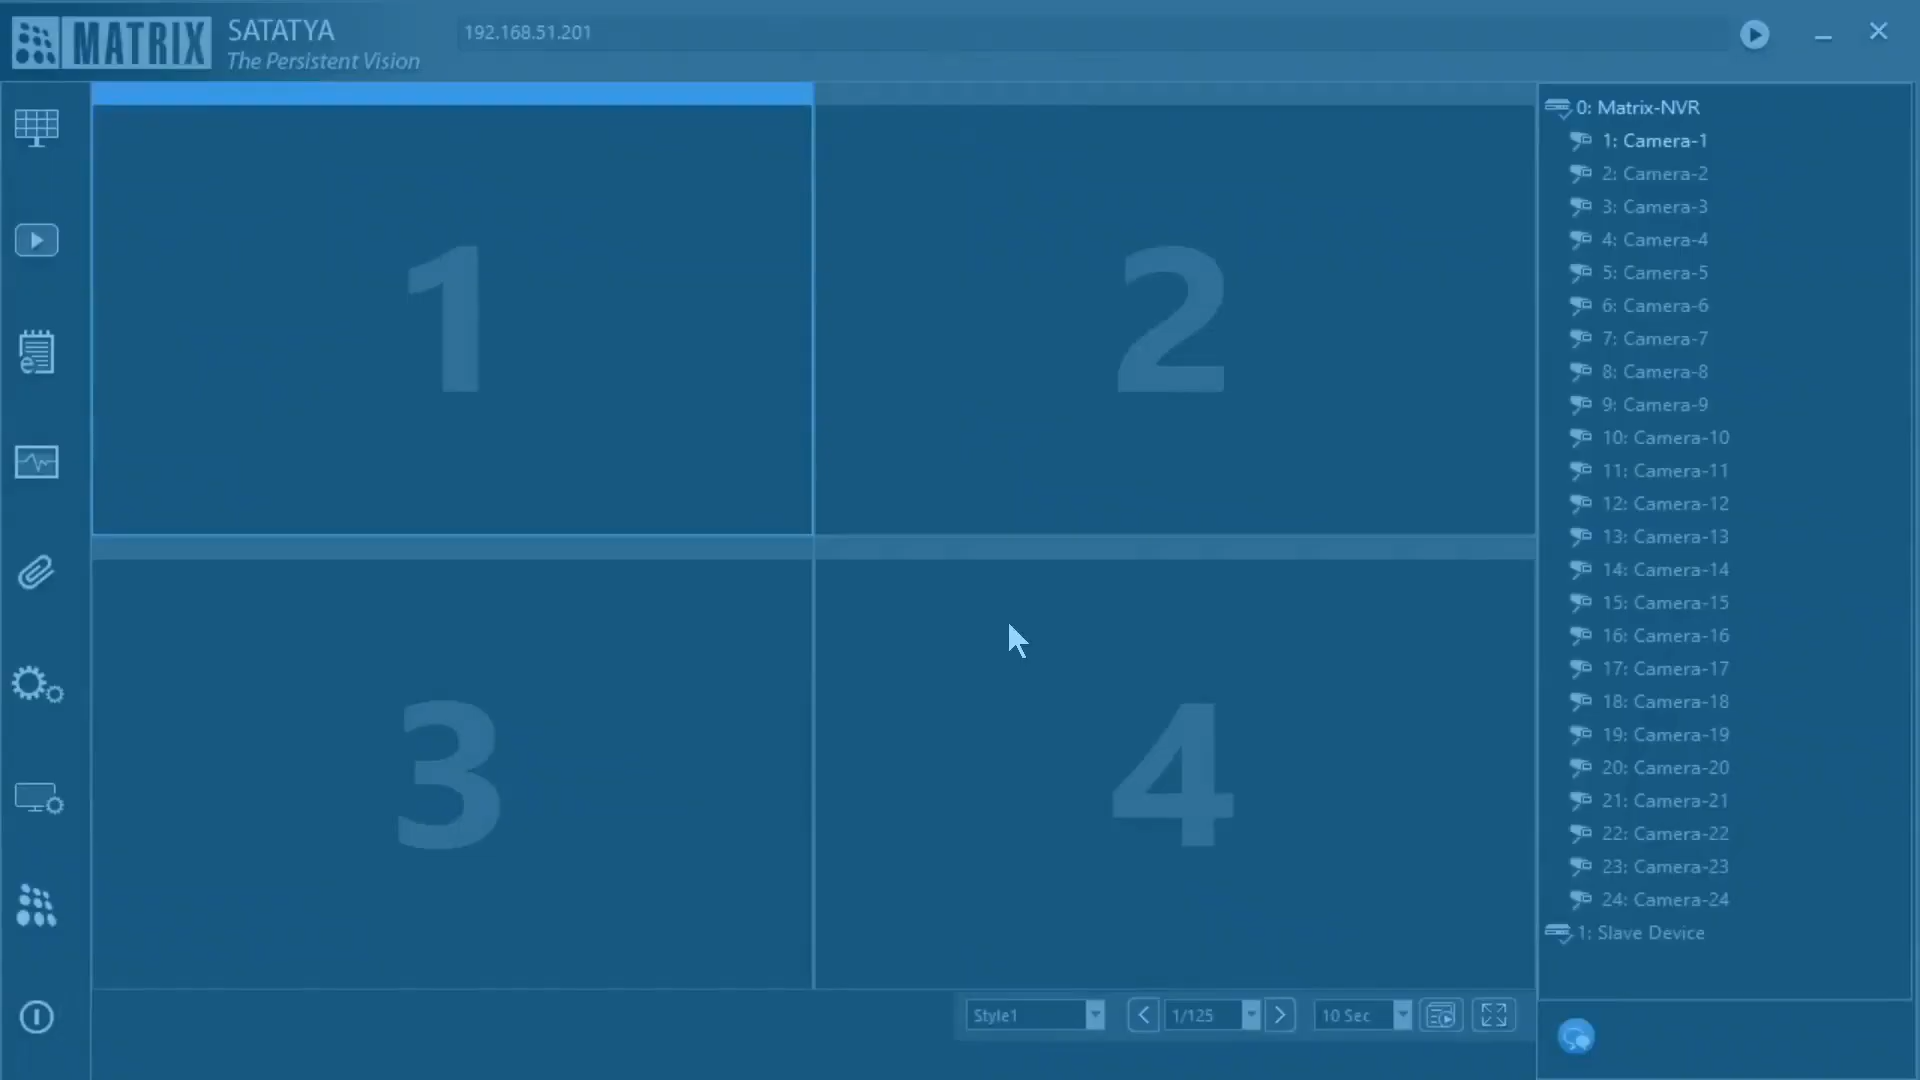 MATRIX
SATATYA
The Persistent Vision
192.168.51.201
1
2
3
4
0: Matrix-NVR
1: Camera-1
2: Camera-2
3: Camera-3
4: Camera-4
5: Camera-5
6: Camera-6
7: Camera-7
8: Camera-8
9: Camera-9
10: Camera-10
11: Camera-11
12: Camera-12
13: Camera-13
14: Camera-14
15: Camera-15
16: Camera-16
17: Camera-17
18: Camera-18
19: Camera-19
20: Camera-20
21: Camera-21
22: Camera-22
23: Camera-23
24: Camera-24
1: Slave Device
Style1
1/125
10 Sec